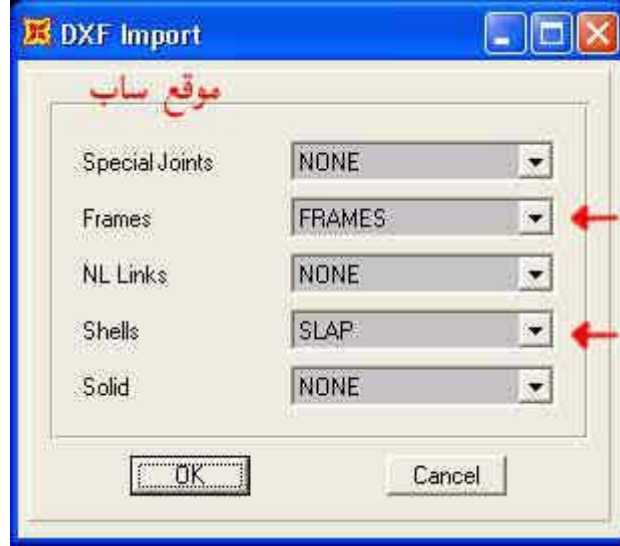 DXF Import
موقع ساب
Special Joints NONE
Frames FRAMES
NL Links NONE
Shells SLAP
Solid NONE
OK Cancel